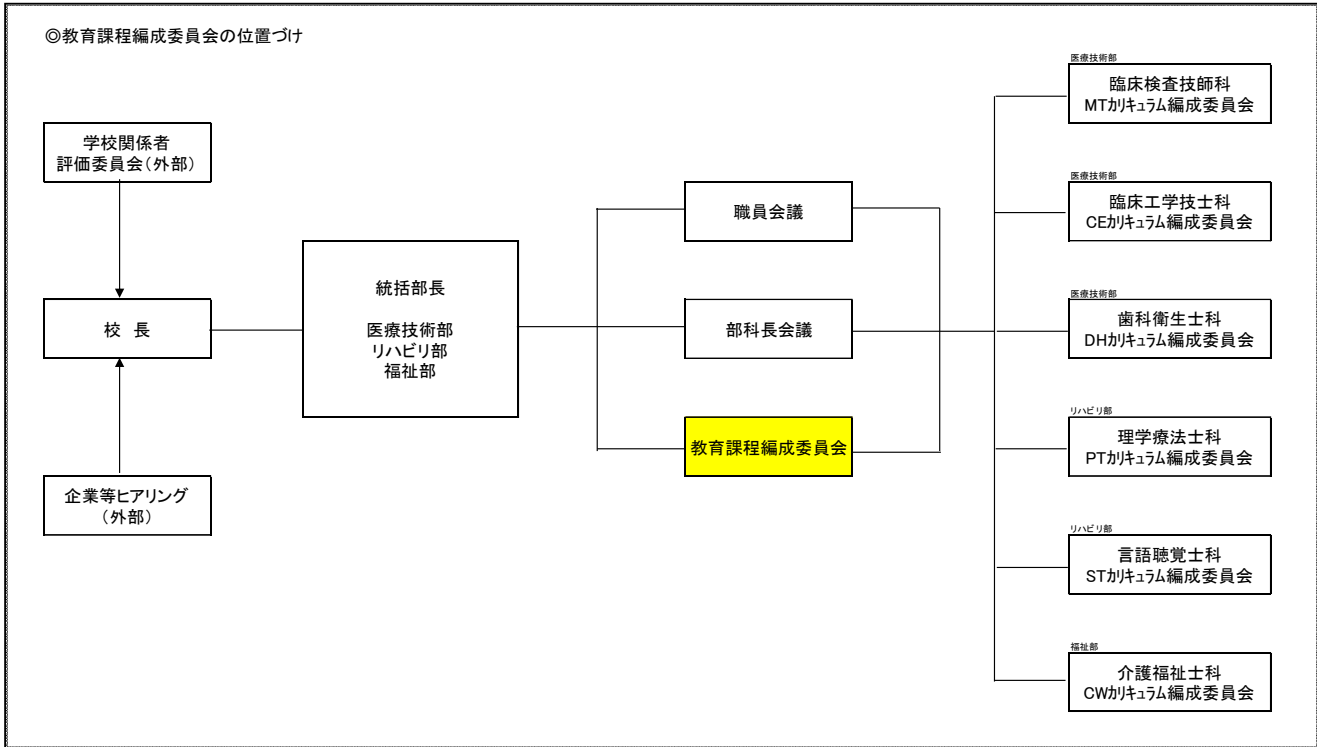 ◎教育課程編成委員会の位置づけ
学校関係者
評価委員会（外部）
校 長
企業等ヒアリング
（外部）
統括部長
医療技術部
リハビリ部
福祉部
職員会議
部科長会議
教育課程編成委員会
医療技術部
臨床検査技師科
MTｶﾘｷｭﾗﾑ編成委員会
医療技術部
臨床工学技士科
CEｶﾘｷｭﾗﾑ編成委員会
医療技術部
歯科衛生士科
DHｶﾘｷｭﾗﾑ編成委員会
リハビリ部
理学療法士科
PTｶﾘｷｭﾗﾑ編成委員会
リハビリ部
言語聴覚士科
STｶﾘｷｭﾗﾑ編成委員会
福祉部
介護福祉士科
CWｶﾘｷｭﾗﾑ編成委員会